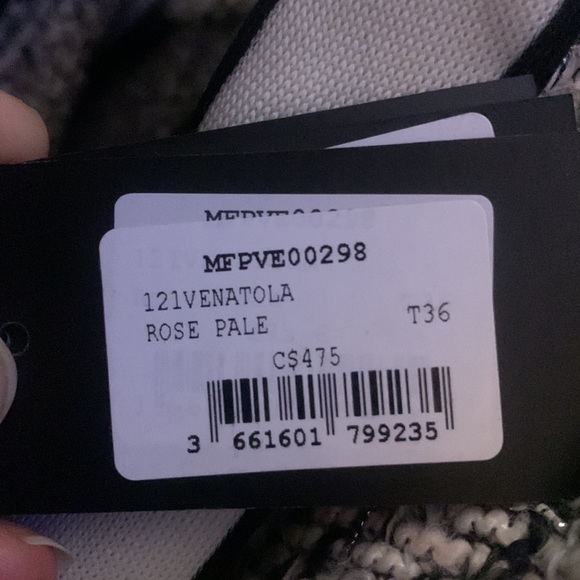 MFPVE00298
121VENATOLA
ROSE PALE
T36
C$475
3 661601 799235